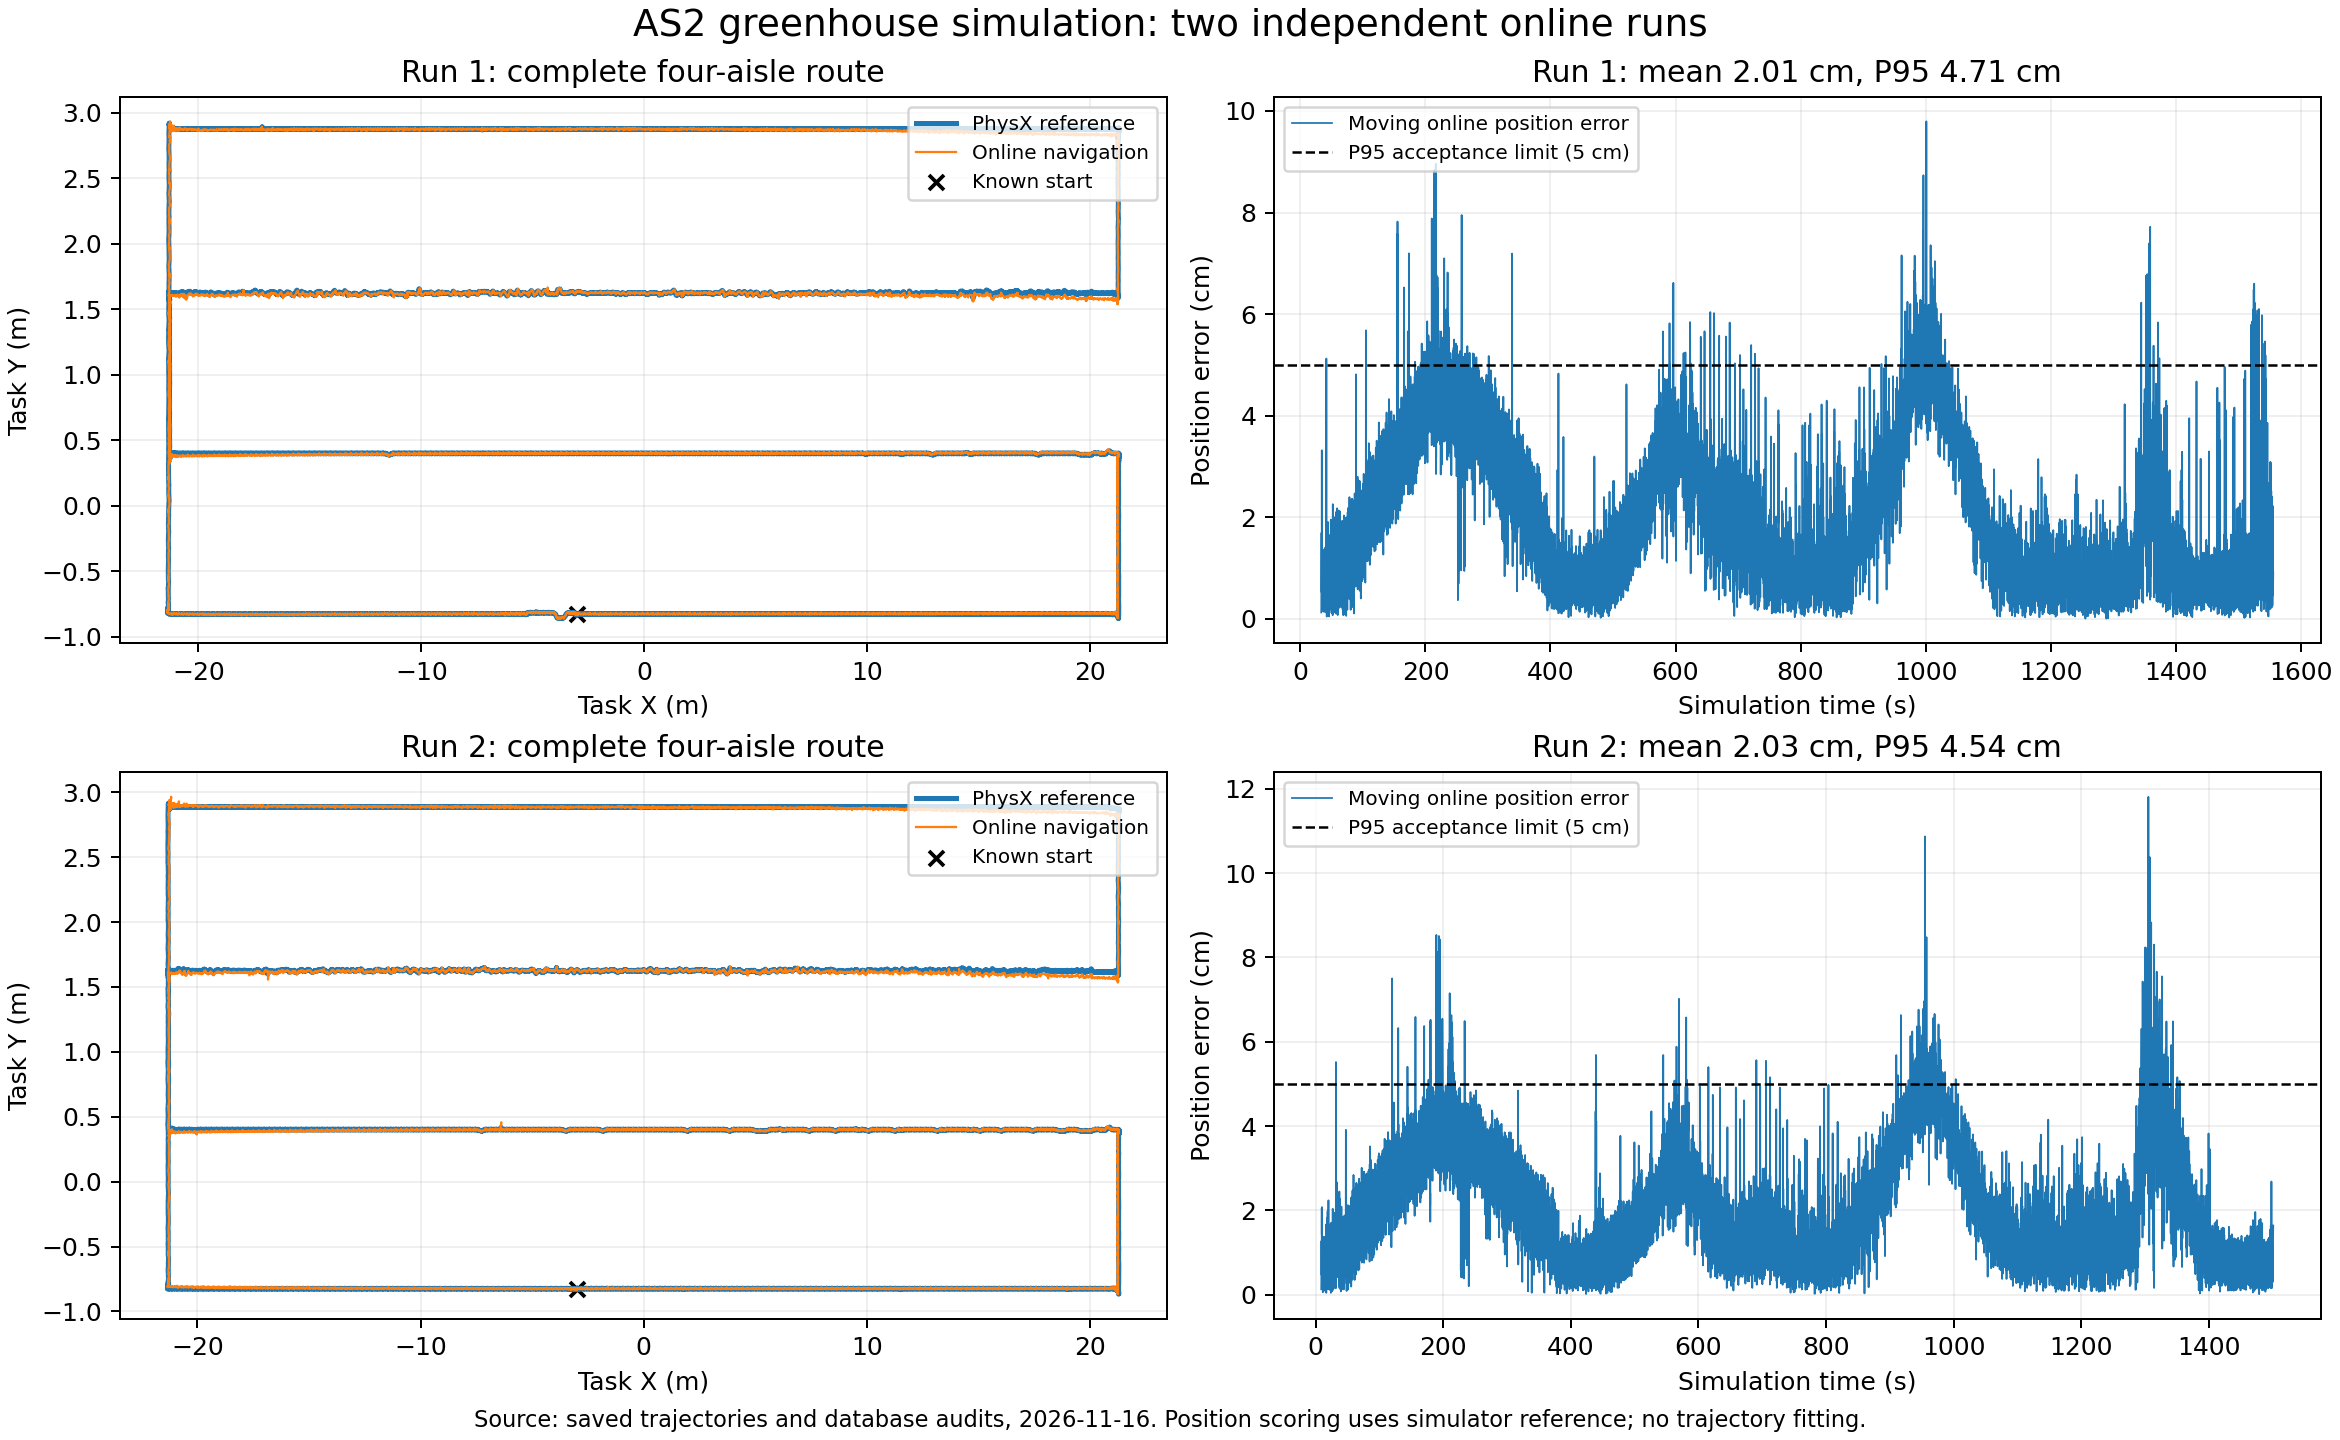 AS2 greenhouse simulation: two independent online runs
Run 1: complete four-aisle route
3.0
2.5
2.0
1.5
1.0
0.5
0.0
−0.5
−1.0
Task Y (m)
PhysX reference
Online navigation
Known start
−20
−10
0
10
20
Task X (m)
Run 1: mean 2.01 cm, P95 4.71 cm
10
8
6
4
2
0
Position error (cm)
Moving online position error
P95 acceptance limit (5 cm)
0
200
400
600
800
1000
1200
1400
1600
Simulation time (s)
Run 2: complete four-aisle route
3.0
2.5
2.0
1.5
1.0
0.5
0.0
−0.5
−1.0
Task Y (m)
PhysX reference
Online navigation
Known start
−20
−10
0
10
20
Task X (m)
Run 2: mean 2.03 cm, P95 4.54 cm
12
10
8
6
4
2
0
Position error (cm)
Moving online position error
P95 acceptance limit (5 cm)
0
200
400
600
800
1000
1200
1400
Simulation time (s)
Source: saved trajectories and database audits, 2026-11-16. Position scoring uses simulator reference; no trajectory fitting.